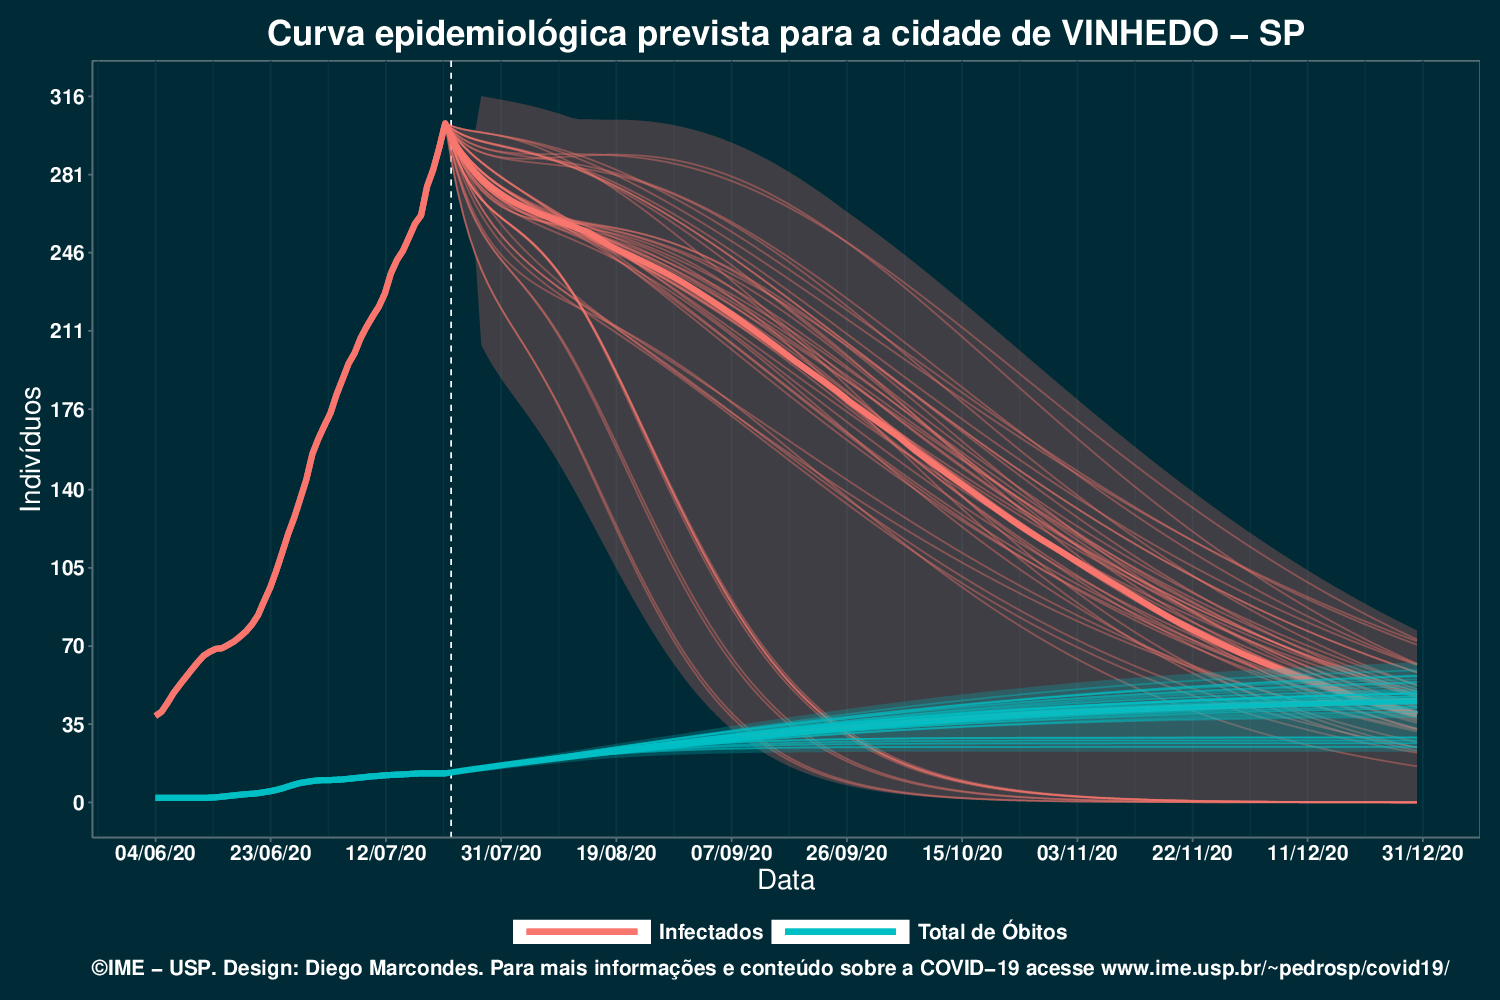 Curva epidemiológica prevista para a cidade de VINHEDO – SP
316
281
246
211
176
140
105
70
35
0
Indivíduos
04/06/20 23/06/20 12/07/20 31/07/20 19/08/20 07/09/20 26/09/20 15/10/20 03/11/20 22/11/20 11/12/20 31/12/20
Data
Infectados Total de Óbitos
©IME – USP. Design: Diego Marcondes. Para mais informações e conteúdo sobre a COVID–19 acesse www.ime.usp.br/~pedrosp/covid19/